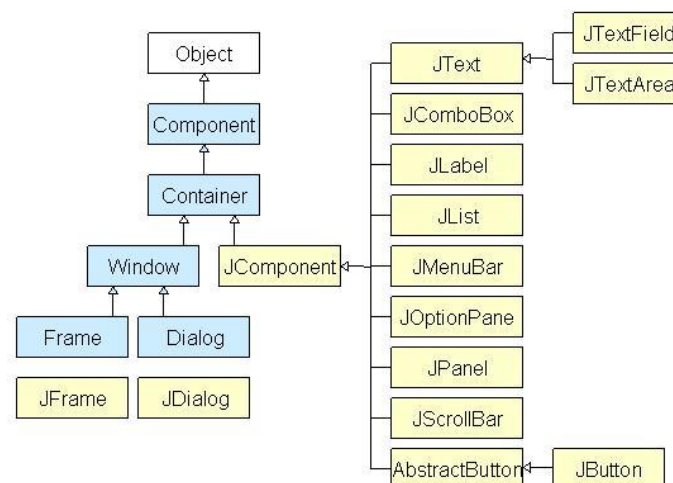 Object
Component
Container
Window
JComponent
Frame
Dialog
JFrame
JDialog
JText
JComboBox
JLabel
JList
JMenuBar
JOptionPane
JPanel
JScrollBar
AbstractButton
JTextField
JTextArea
JButton